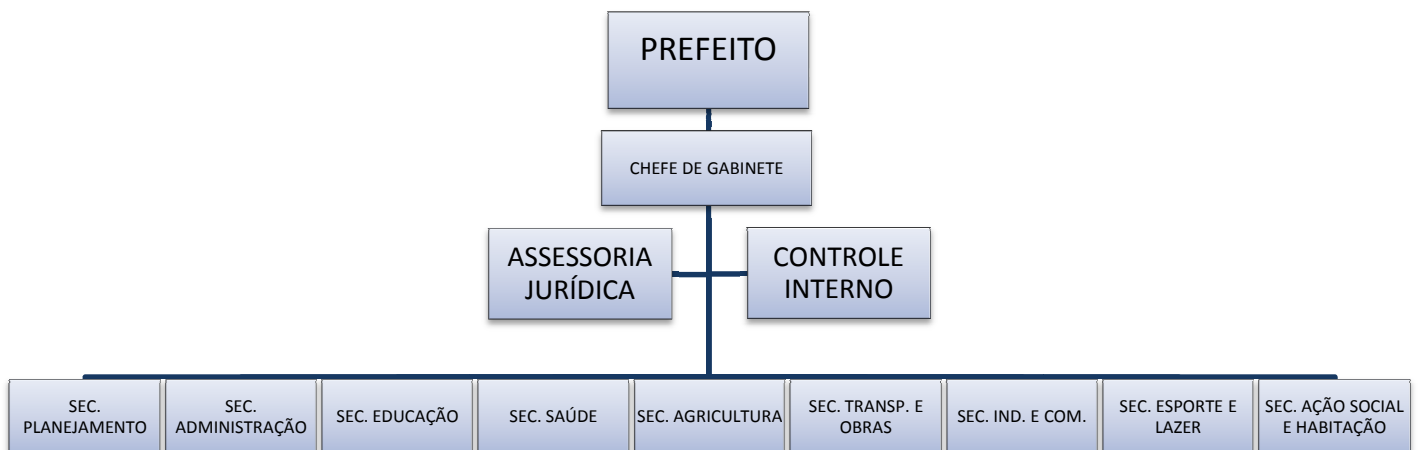 PREFEITO
CHEFE DE GABINETE
ASSESSORIA
JURÍDICA
CONTROLE
INTERNO
SEC.
PLANEJAMENTO
SEC.
ADMINISTRAÇÃO
SEC. EDUCAÇÃO
SEC. SAÚDE
SEC. AGRICULTURA
SEC. TRANSP. E
OBRAS
SEC. IND. E COM.
SEC. ESPORTE E
LAZER
SEC. AÇÃO SOCIAL
E HABITAÇÃO